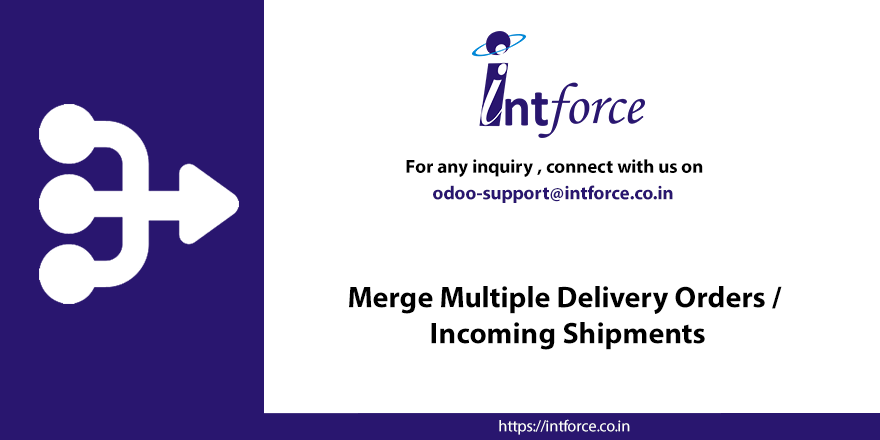 intforce
For any inquiry , connect with us on
odoo-support@intforce.co.in
Merge Multiple Delivery Orders /
Incoming Shipments
https://intforce.co.in